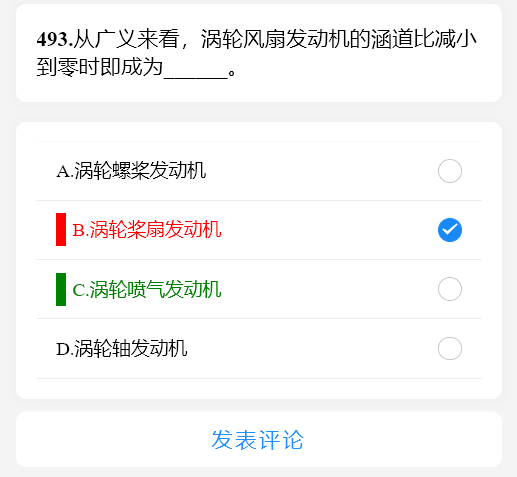 493.从广义来看，涡轮风扇发动机的涵道比减小
到零时即成为______。
A.涡轮螺桨发动机
B.涡轮桨扇发动机
C.涡轮喷气发动机
D.涡轮轴发动机
发表评论